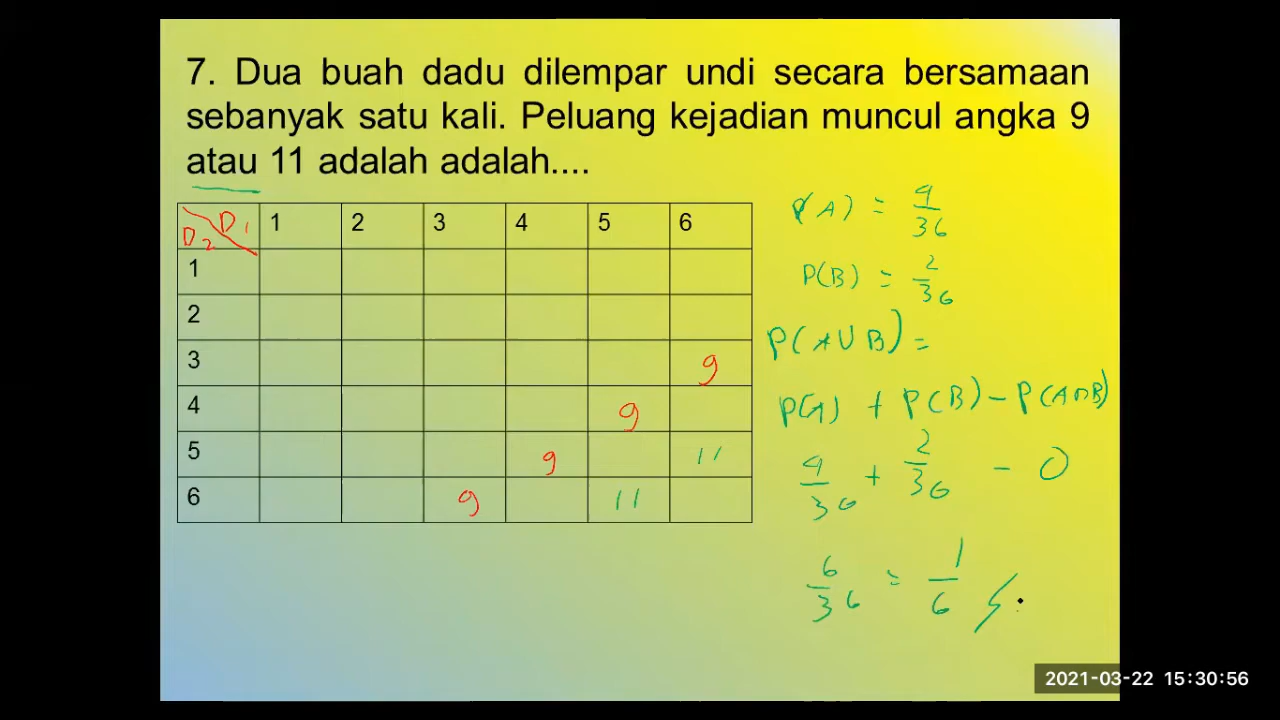 7. Dua buah dadu dilempar undi secara bersamaan
sebanyak satu kali. Peluang kejadian muncul angka 9
atau 11 adalah adalah....
D1 1 2 3 4 5 6
D2
1
2
3 9
4 9
5 9 11
6 9 11
P(A) = 4/36
P(B) = 2/36
P(A∪B) =
P(A) + P(B) - P(A∩B)
4/36 + 2/36 - 0
6/36 = 1/6
2021-03-22 15:30:56